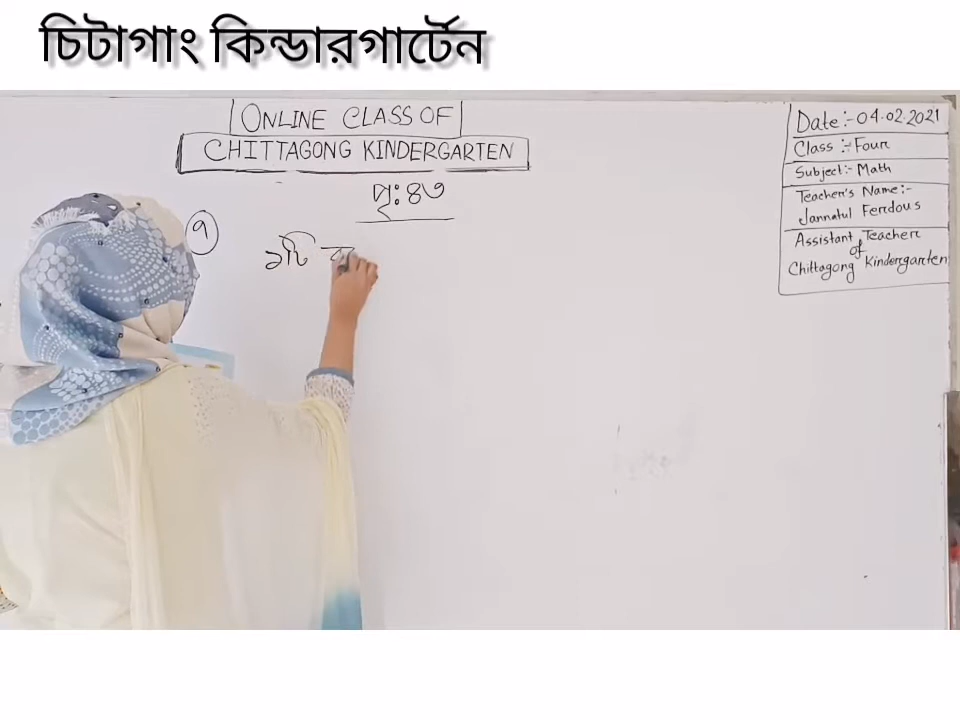 চিটাগাং কিন্ডারগার্টেন
ONLINE CLASS OF
CHITTAGONG KINDERGARTEN
পৃ: ৪৩
৭
১টি
Date:- 04.02.2021
Class :- Four
Subject:- Math
Teacher's Name:-
Jannatul Ferdous
Assistant Teacher
of
Chittagong Kindergarten